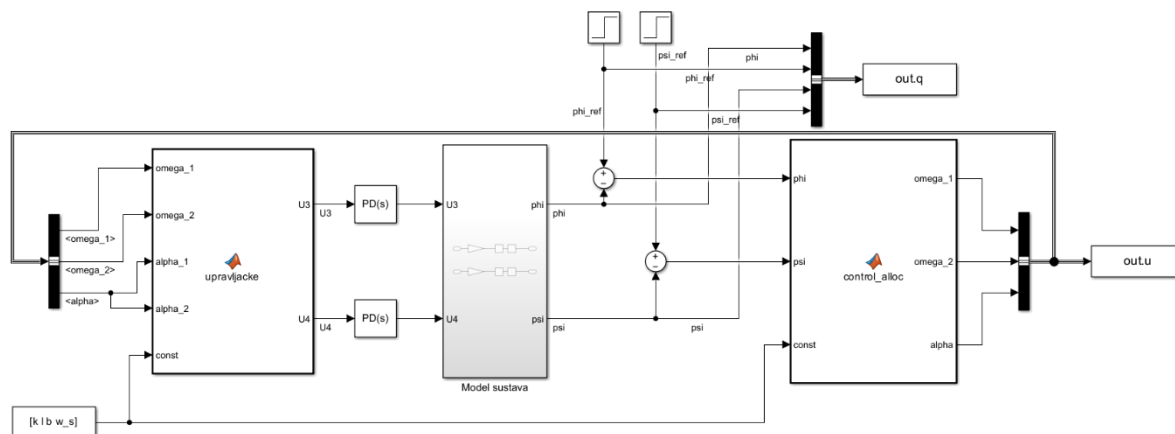 psi_ref
phi
phi_ref
out.q
phi_ref
psi_ref
omega_1
omega_2
alpha_1
alpha_2
const
upravljacke
U3
U4
<omega_1>
<omega_2>
<alpha>
U3
PD(s)
U4
PD(s)
U3
U4
phi
psi
Model sustava
phi
psi
psi
phi
psi
const
control_alloc
omega_1
omega_2
alpha
out.u
[k l b w_s]